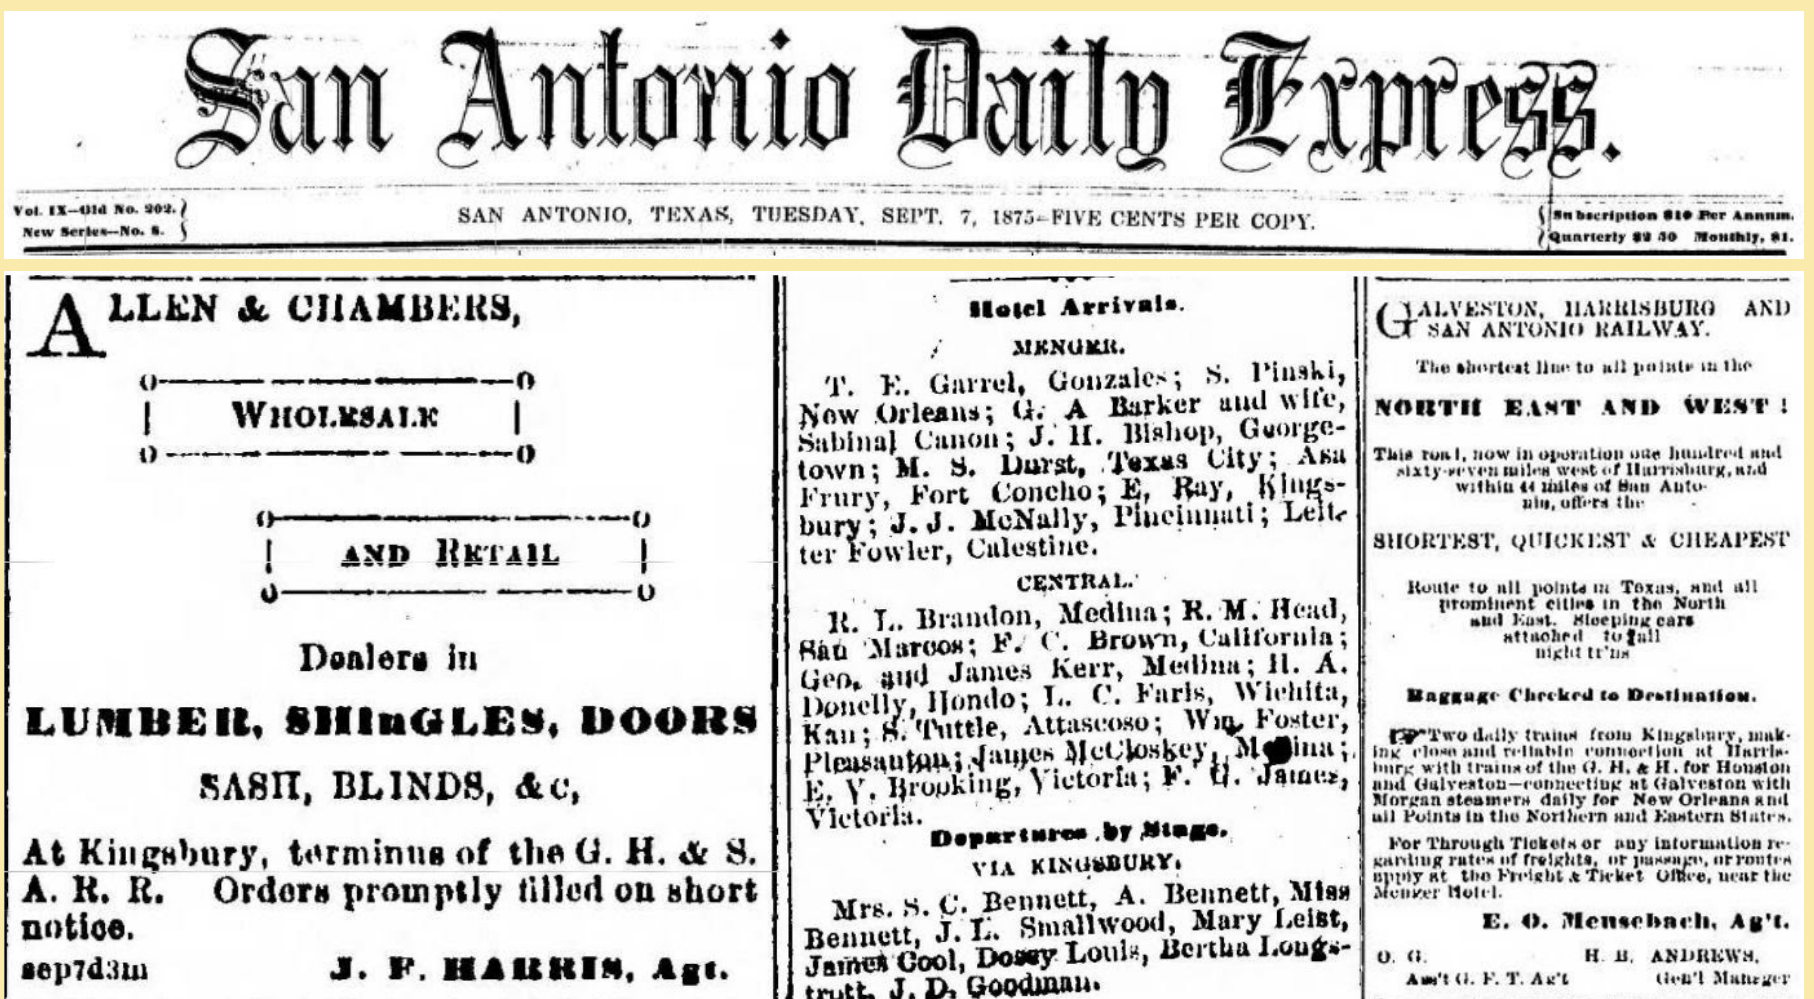 San Antonio Daily Express.
Vol. IX—Old No. 202.
New Series—No. 8.
SAN ANTONIO, TEXAS, TUESDAY, SEPT. 7, 1875—FIVE CENTS PER COPY.
Subscription $10 Per Annum.
Quarterly $2 50 Monthly, $1.
ALLEN & CHAMBERS,
WHOLESALE
AND RETAIL
Dealers in
LUMBER, SHInGLES, DOORS
SASH, BLINDS, &c,
At Kingsbury, terminus of the G. H. & S.
A. R. R. Orders promptly filled on short
notice.
sep7d3m J. F. HARRIS, Agt.
Hotel Arrivals.
MENGER.
T. E. Garrel, Gonzales; S. Pinski,
New Orleans; G. A Barker and wife,
Sabinal Canon; J. H. Bishop, George-
town; M. S. Durst, Texas City; Asa
Frury, Fort Concho; E, Ray, Kings-
bury; J. J. McNally, Pincinnati; Leit-
ter Fowler, Calestine.
CENTRAL.
R. L. Brandon, Medina; R. M. Head,
San Marcos; F. C. Brown, California;
Geo, and James Kerr, Medina; H. A.
Donelly, Hondo; L. C. Faris, Wichita,
Kan; S. Tuttle, Attascoso; Wm, Foster,
Pleasanton; James McCloskey, Medina;
E. V. Brooking, Victoria; F. G. James,
Victoria.
Departures by Stage.
VIA KINGSBURY.
Mrs. S. C. Bennett, A. Bennett, Miss
Bennett, J. L. Smallwood, Mary Leist,
James Cool, Dossy Louis, Bertha Longs-
trutt, J. D, Goodman.
GALVESTON, HARRISBURG AND
SAN ANTONIO RAILWAY.
The shortest line to all points in the
NORTH EAST AND WEST!
This road, now in operation one hundred and
sixty-seven miles west of Harrisburg, and
within 44 miles of San Anto-
nio, offers the
SHORTEST, QUICKEST & CHEAPEST
Route to all points in Texas, and all
prominent cities in the North
and East. Sleeping cars
attached to all
night tr'ns
Baggage Checked to Destination.
☞Two daily trains from Kingsbury, mak-
ing close and reliable connection at Harris-
burg with trains of the G. H. & H. for Houston
and Galveston—connecting at Galveston with
Morgan steamers daily for New Orleans and
all Points in the Northern and Eastern States.
For Through Tickets or any information re-
garding rates of freights, or passage, or routes
apply at the Freight & Ticket Office, near the
Menger Hotel.
E. O. Meusebach, Ag't.
O. G. H. B. ANDREWS,
Ass't G. F. T. Ag't Gen'l Manager